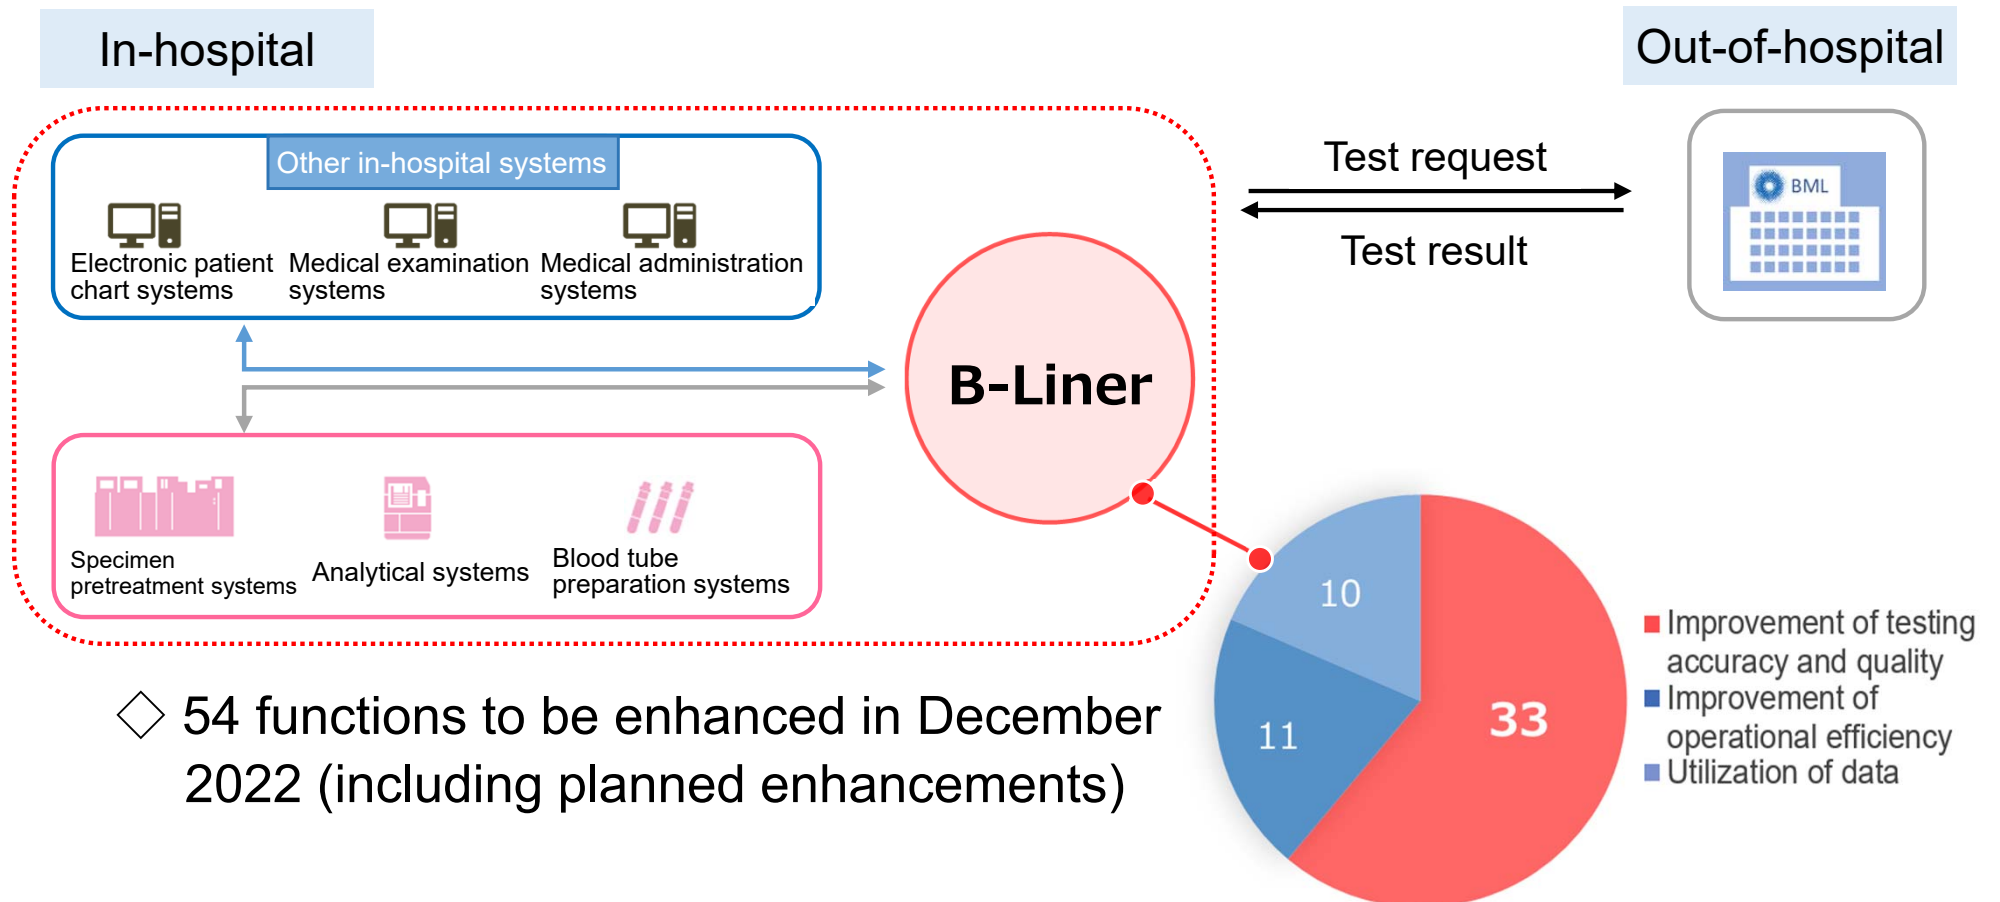 In-hospital
Out-of-hospital
Other in-hospital systems
Electronic patient
chart systems
Medical examination
systems
Medical administration
systems
Test request
Test result
BML
B-Liner
Specimen
pretreatment systems
Analytical systems
Blood tube
preparation systems
10
11
33
Improvement of testing
accuracy and quality
Improvement of
operational efficiency
Utilization of data
◇ 54 functions to be enhanced in December
2022 (including planned enhancements)